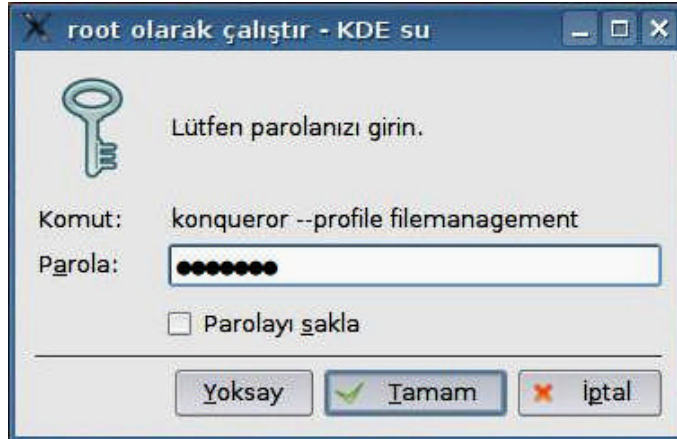 root olarak çalıştır - KDE su
Lütfen parolanızı girin.
Komut: konqueror --profile filemanagement
Parola: ●●●●●●●
Parolayı sakla
Yoksay Tamam İptal